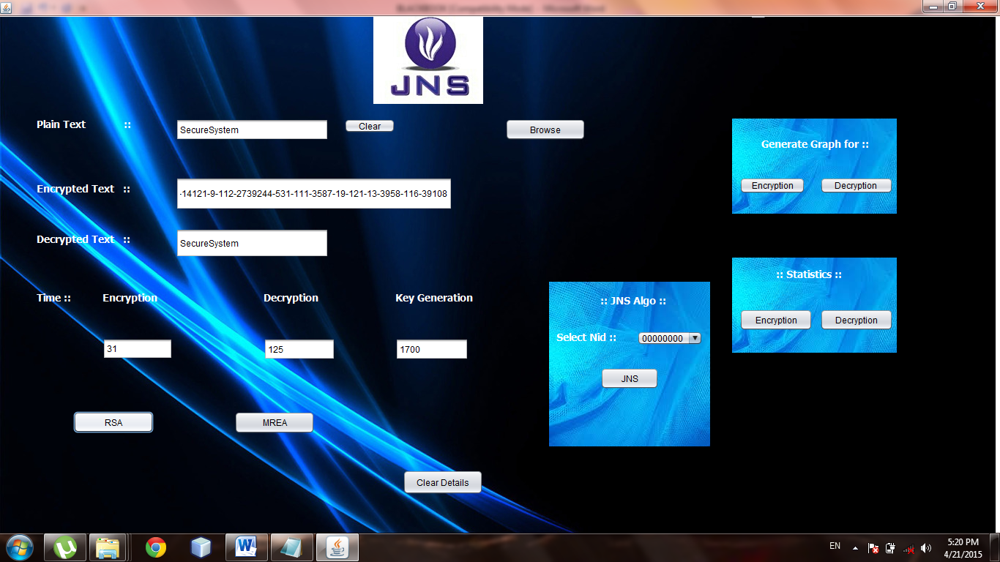 JNS
Plain Text ::
SecureSystem
Clear
Browse
Generate Graph for ::
Encryption
Decryption
Encrypted Text ::
-14121-9-112-2739244-531-111-3587-19-121-13-3958-116-39108
Decrypted Text ::
SecureSystem
:: Statistics ::
Encryption
Decryption
Time ::
Encryption
Decryption
Key Generation
31
125
1700
:: JNS Algo ::
Select Nid ::
00000000
JNS
RSA
MREA
Clear Details
EN
5:20 PM
4/21/2015